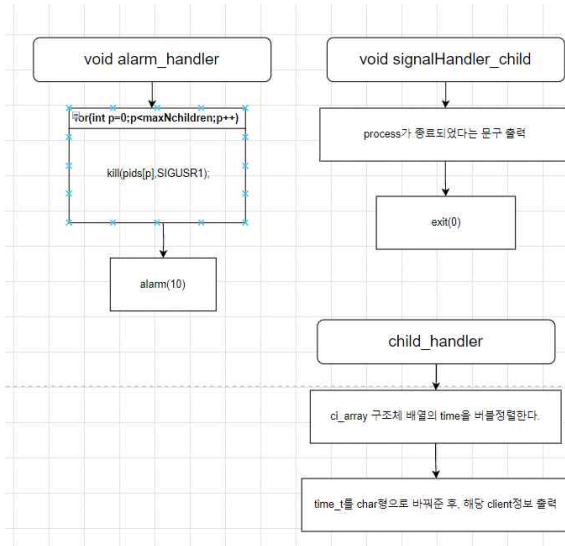 void alarm_handler
for(int p=0;p<maxNchildren;p++)
kill(pids[p],SIGUSR1);
alarm(10)
void signalHandler_child
process가 종료되었다는 문구 출력
exit(0)
child_handler
ci_array 구조체 배열의 time을 버블정렬한다.
time_t를 char형으로 바꿔준 후, 해당 client정보 출력